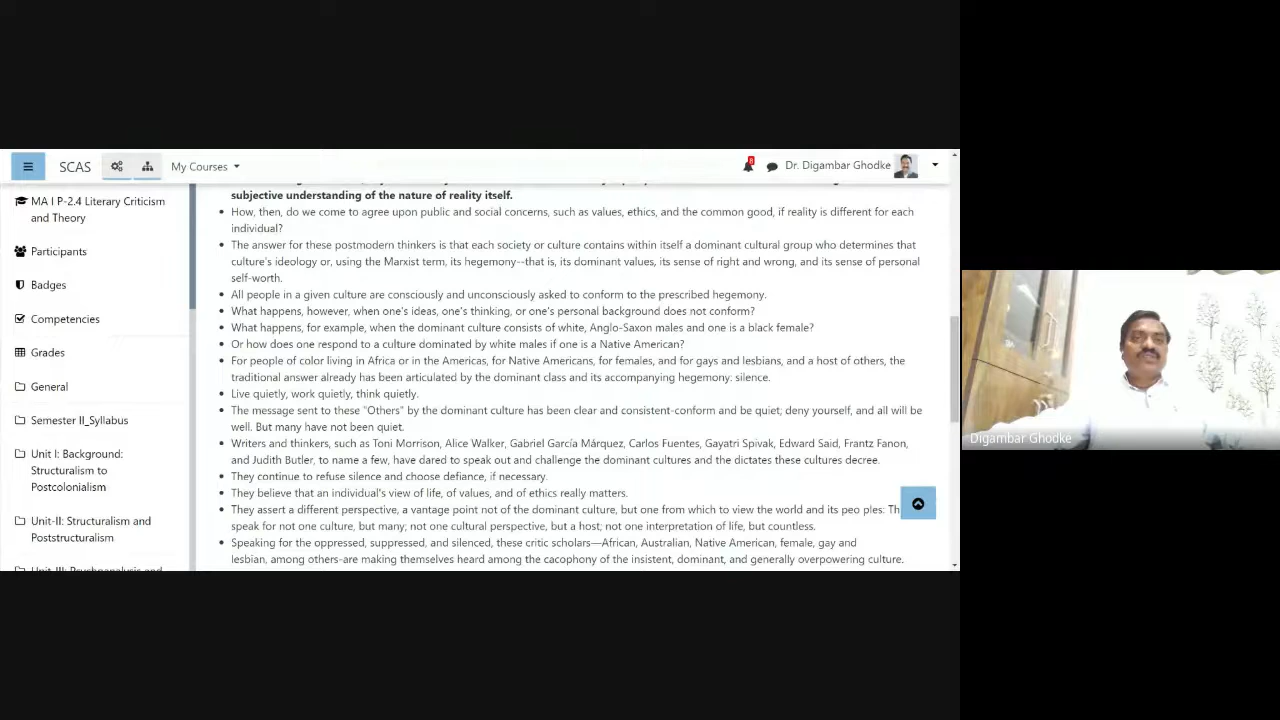 SCAS
My Courses
8
Dr. Digambar Ghodke
MA I P-2.4 Literary Criticism
and Theory
Participants
Badges
Competencies
Grades
General
Semester II_Syllabus
Unit I: Background:
Structuralism to
Postcolonialism
Unit-II: Structuralism and
Poststructuralism
subjective understanding of the nature of reality itself.
How, then, do we come to agree upon public and social concerns, such as values, ethics, and the common good, if reality is different for each
individual?
The answer for these postmodern thinkers is that each society or culture contains within itself a dominant cultural group who determines that
culture's ideology or, using the Marxist term, its hegemony--that is, its dominant values, its sense of right and wrong, and its sense of personal
self-worth.
All people in a given culture are consciously and unconsciously asked to conform to the prescribed hegemony.
What happens, however, when one's ideas, one's thinking, or one's personal background does not conform?
What happens, for example, when the dominant culture consists of white, Anglo-Saxon males and one is a black female?
Or how does one respond to a culture dominated by white males if one is a Native American?
For people of color living in Africa or in the Americas, for Native Americans, for females, and for gays and lesbians, and a host of others, the
traditional answer already has been articulated by the dominant class and its accompanying hegemony: silence.
Live quietly, work quietly, think quietly.
The message sent to these "Others" by the dominant culture has been clear and consistent-conform and be quiet; deny yourself, and all will be
well. But many have not been quiet.
Writers and thinkers, such as Toni Morrison, Alice Walker, Gabriel García Márquez, Carlos Fuentes, Gayatri Spivak, Edward Said, Frantz Fanon,
and Judith Butler, to name a few, have dared to speak out and challenge the dominant cultures and the dictates these cultures decree.
They continue to refuse silence and choose defiance, if necessary.
They believe that an individual's view of life, of values, and of ethics really matters.
They assert a different perspective, a vantage point not of the dominant culture, but one from which to view the world and its peo ples: Th
speak for not one culture, but many; not one cultural perspective, but a host; not one interpretation of life, but countless.
Speaking for the oppressed, suppressed, and silenced, these critic scholars—African, Australian, Native American, female, gay and
lesbian, among others-are making themselves heard among the cacophony of the insistent, dominant, and generally overpowering culture.
Digambar Ghodke